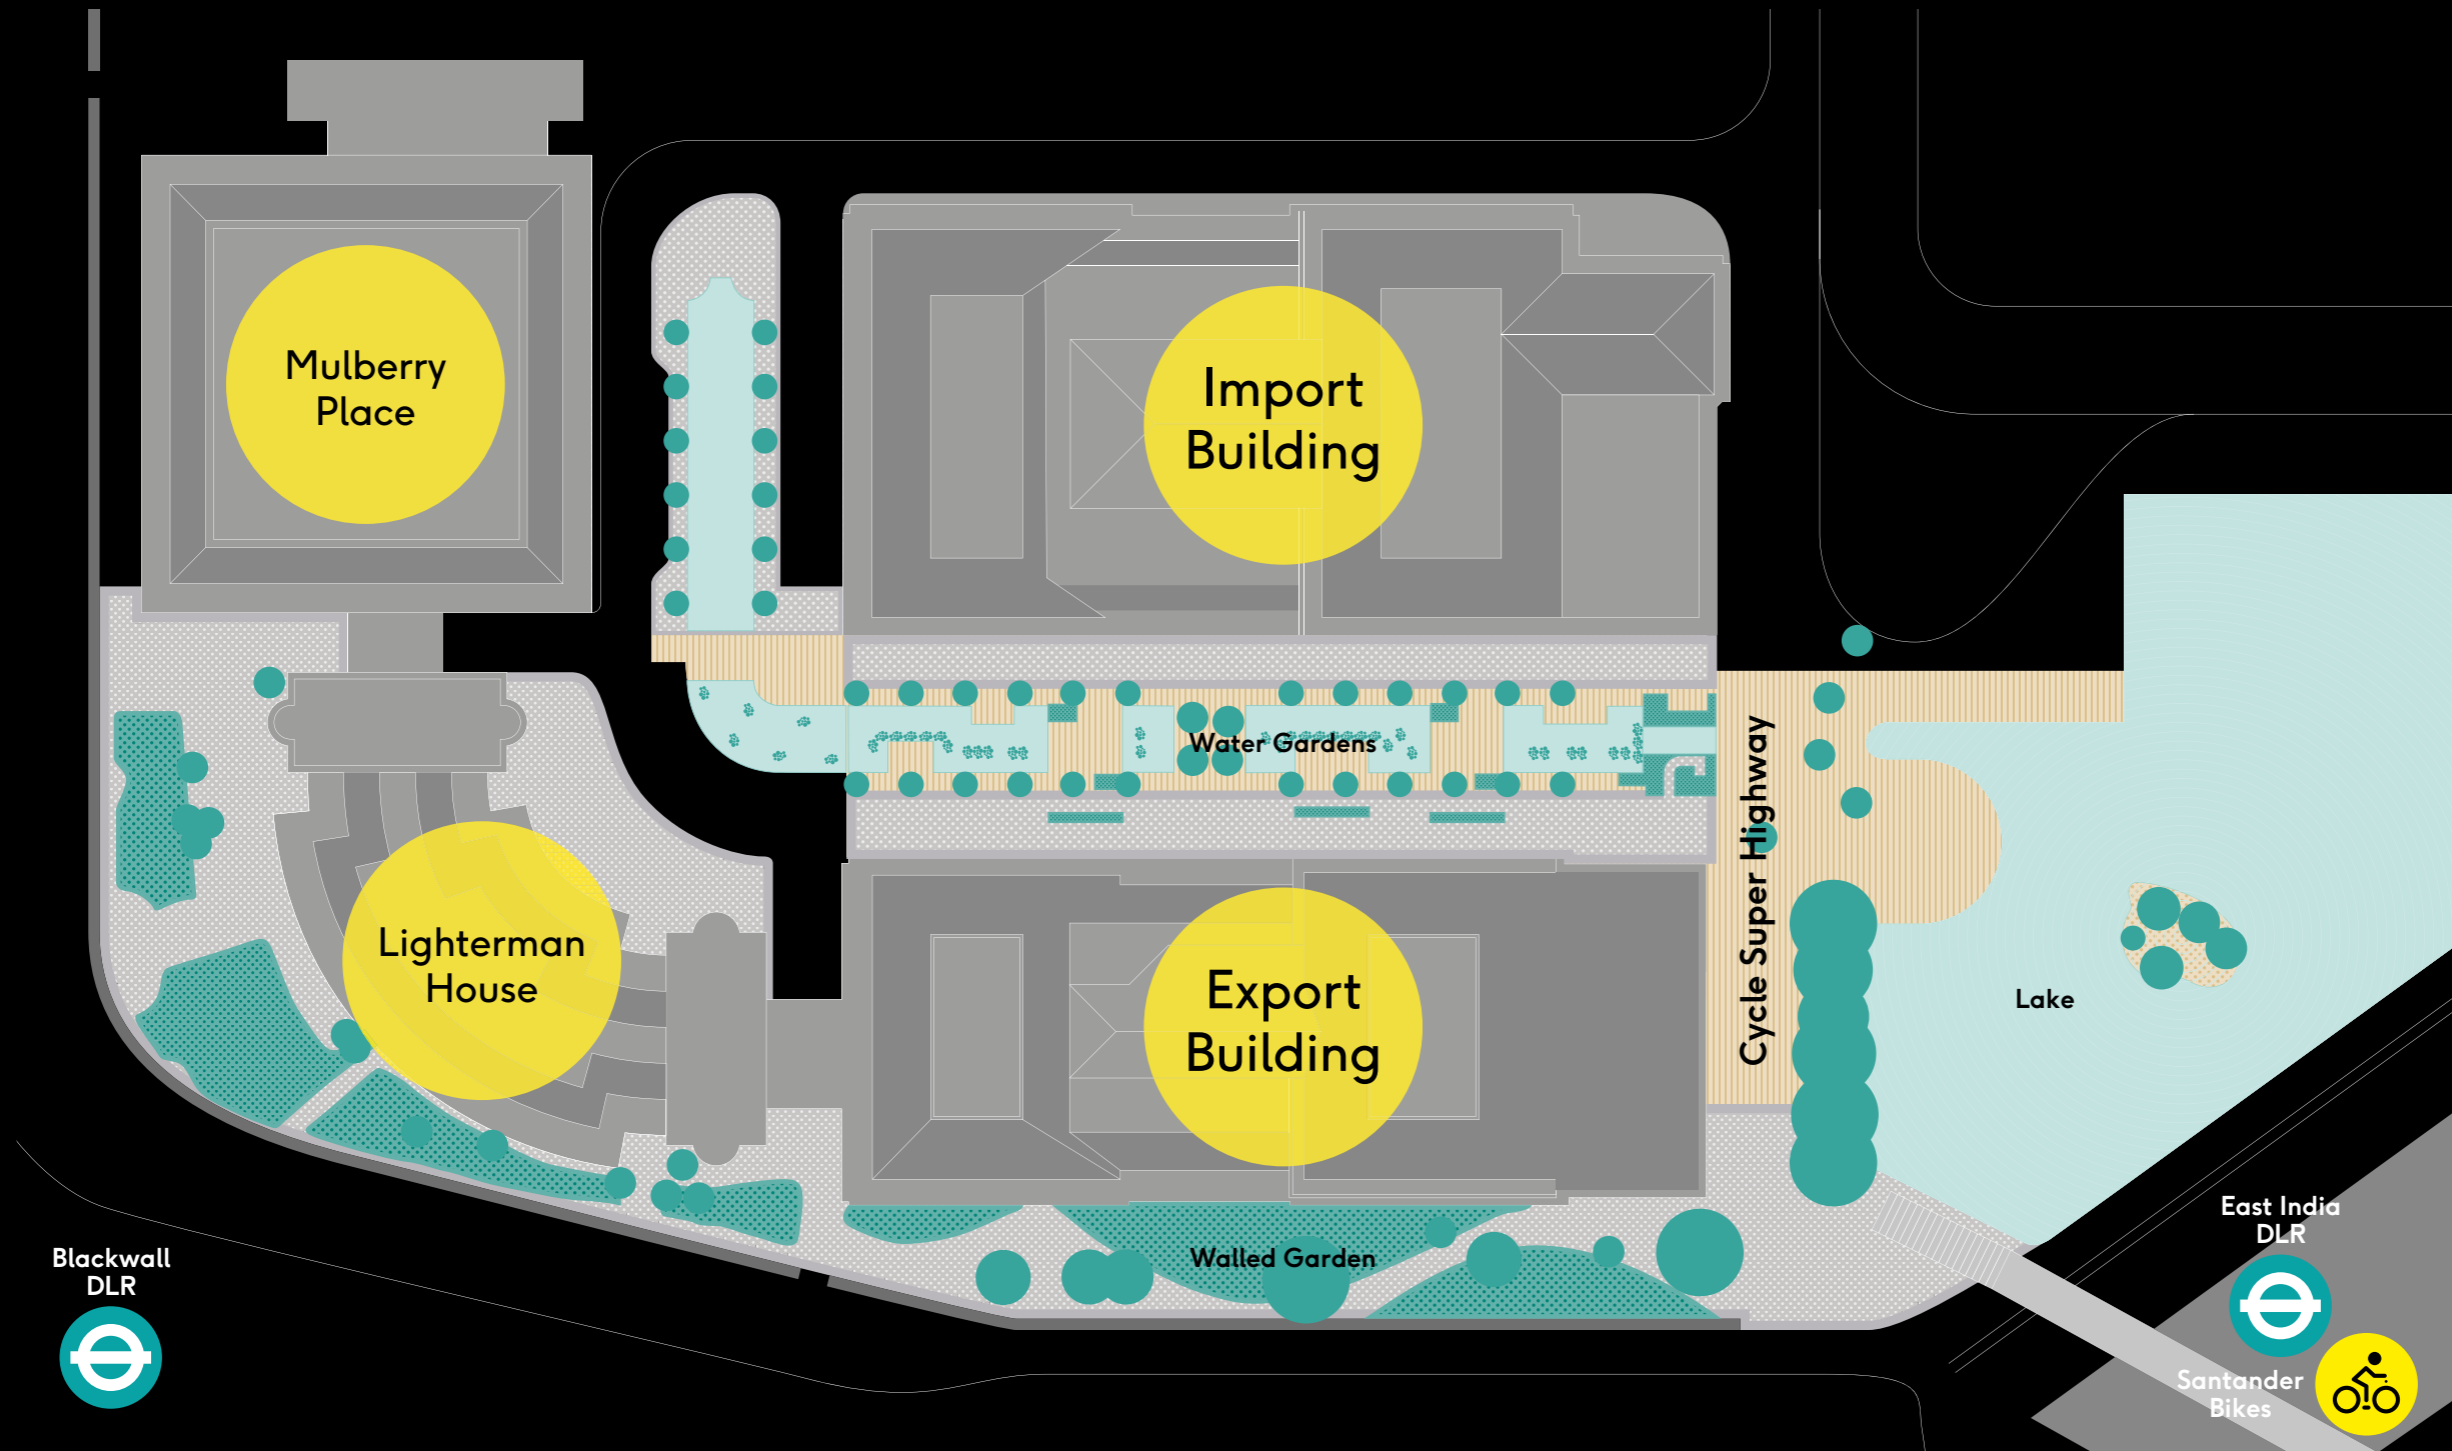 Mulberry
Place
Import
Building
Water Gardens
Cycle Super Highway
Lighterman
House
Export
Building
Lake
Walled Garden
Blackwall
DLR
East India
DLR
Santander
Bikes